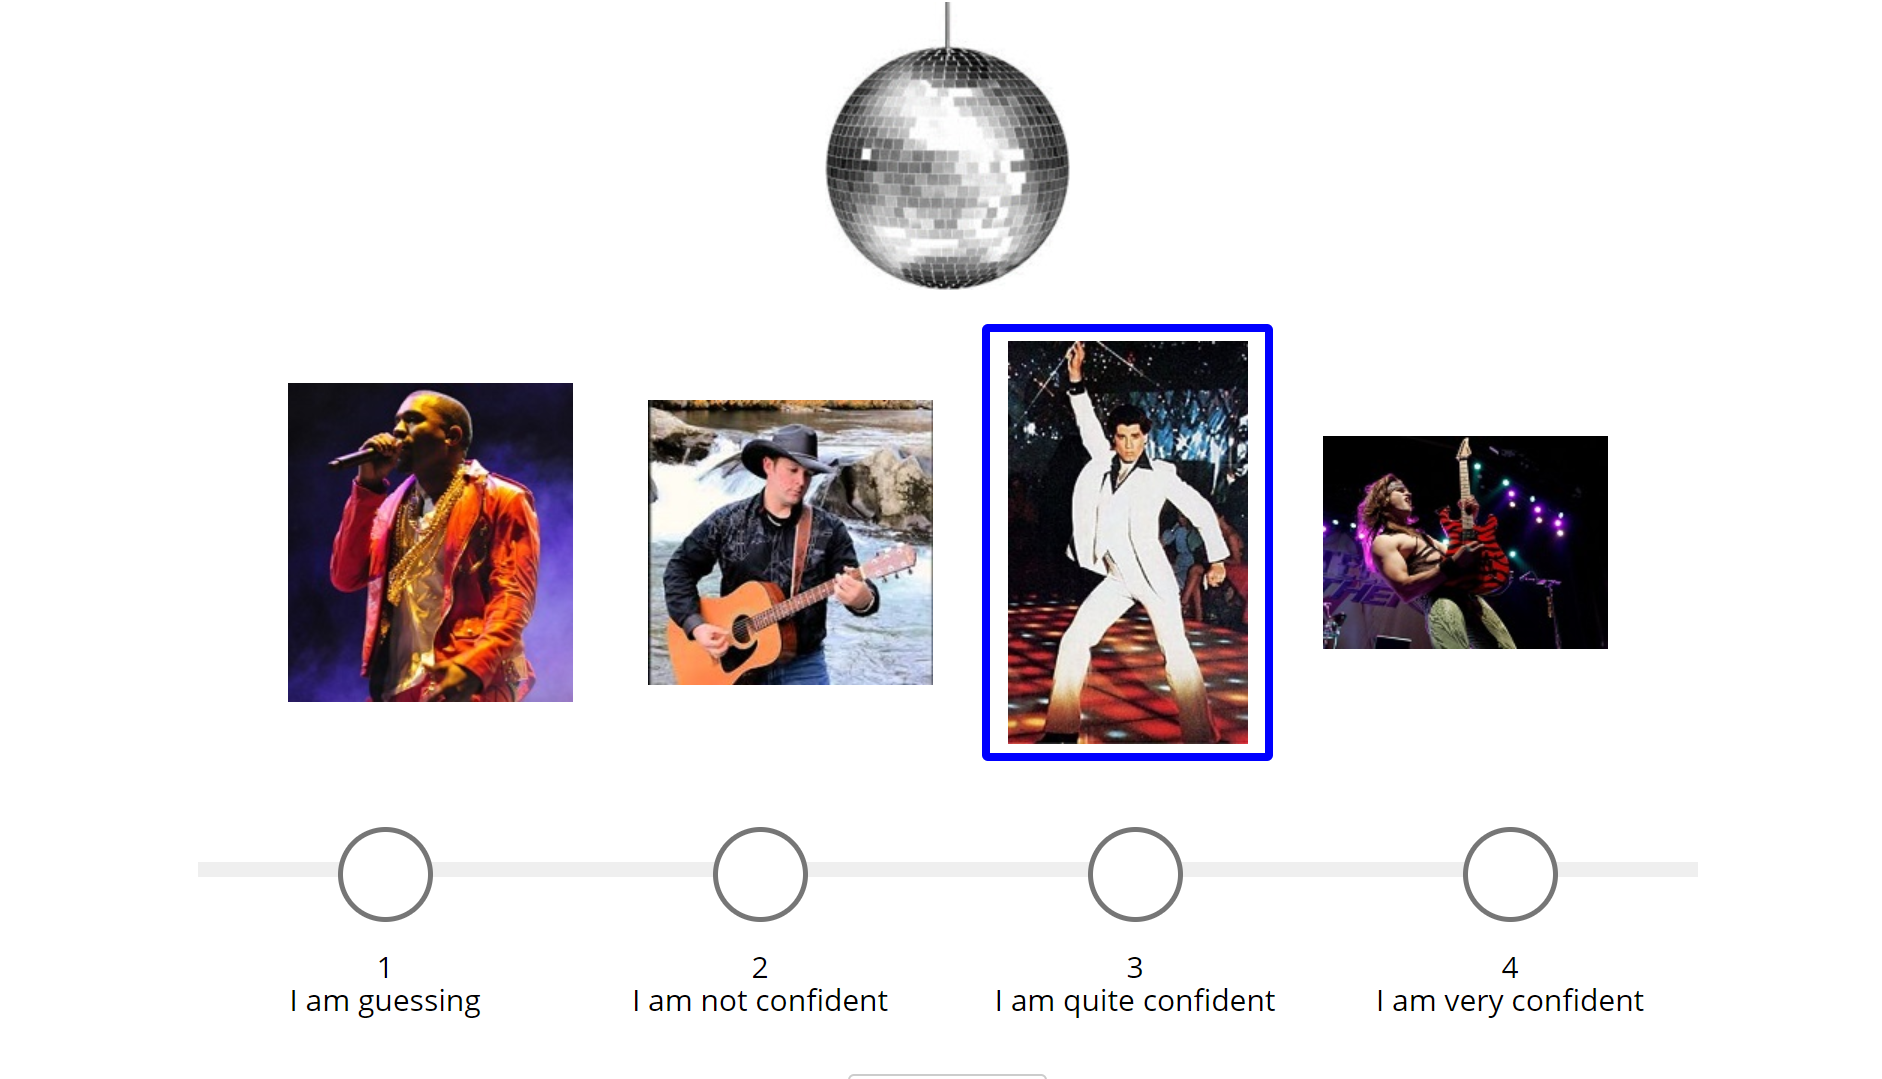 1
I am guessing
2
I am not confident
3
I am quite confident
4
I am very confident